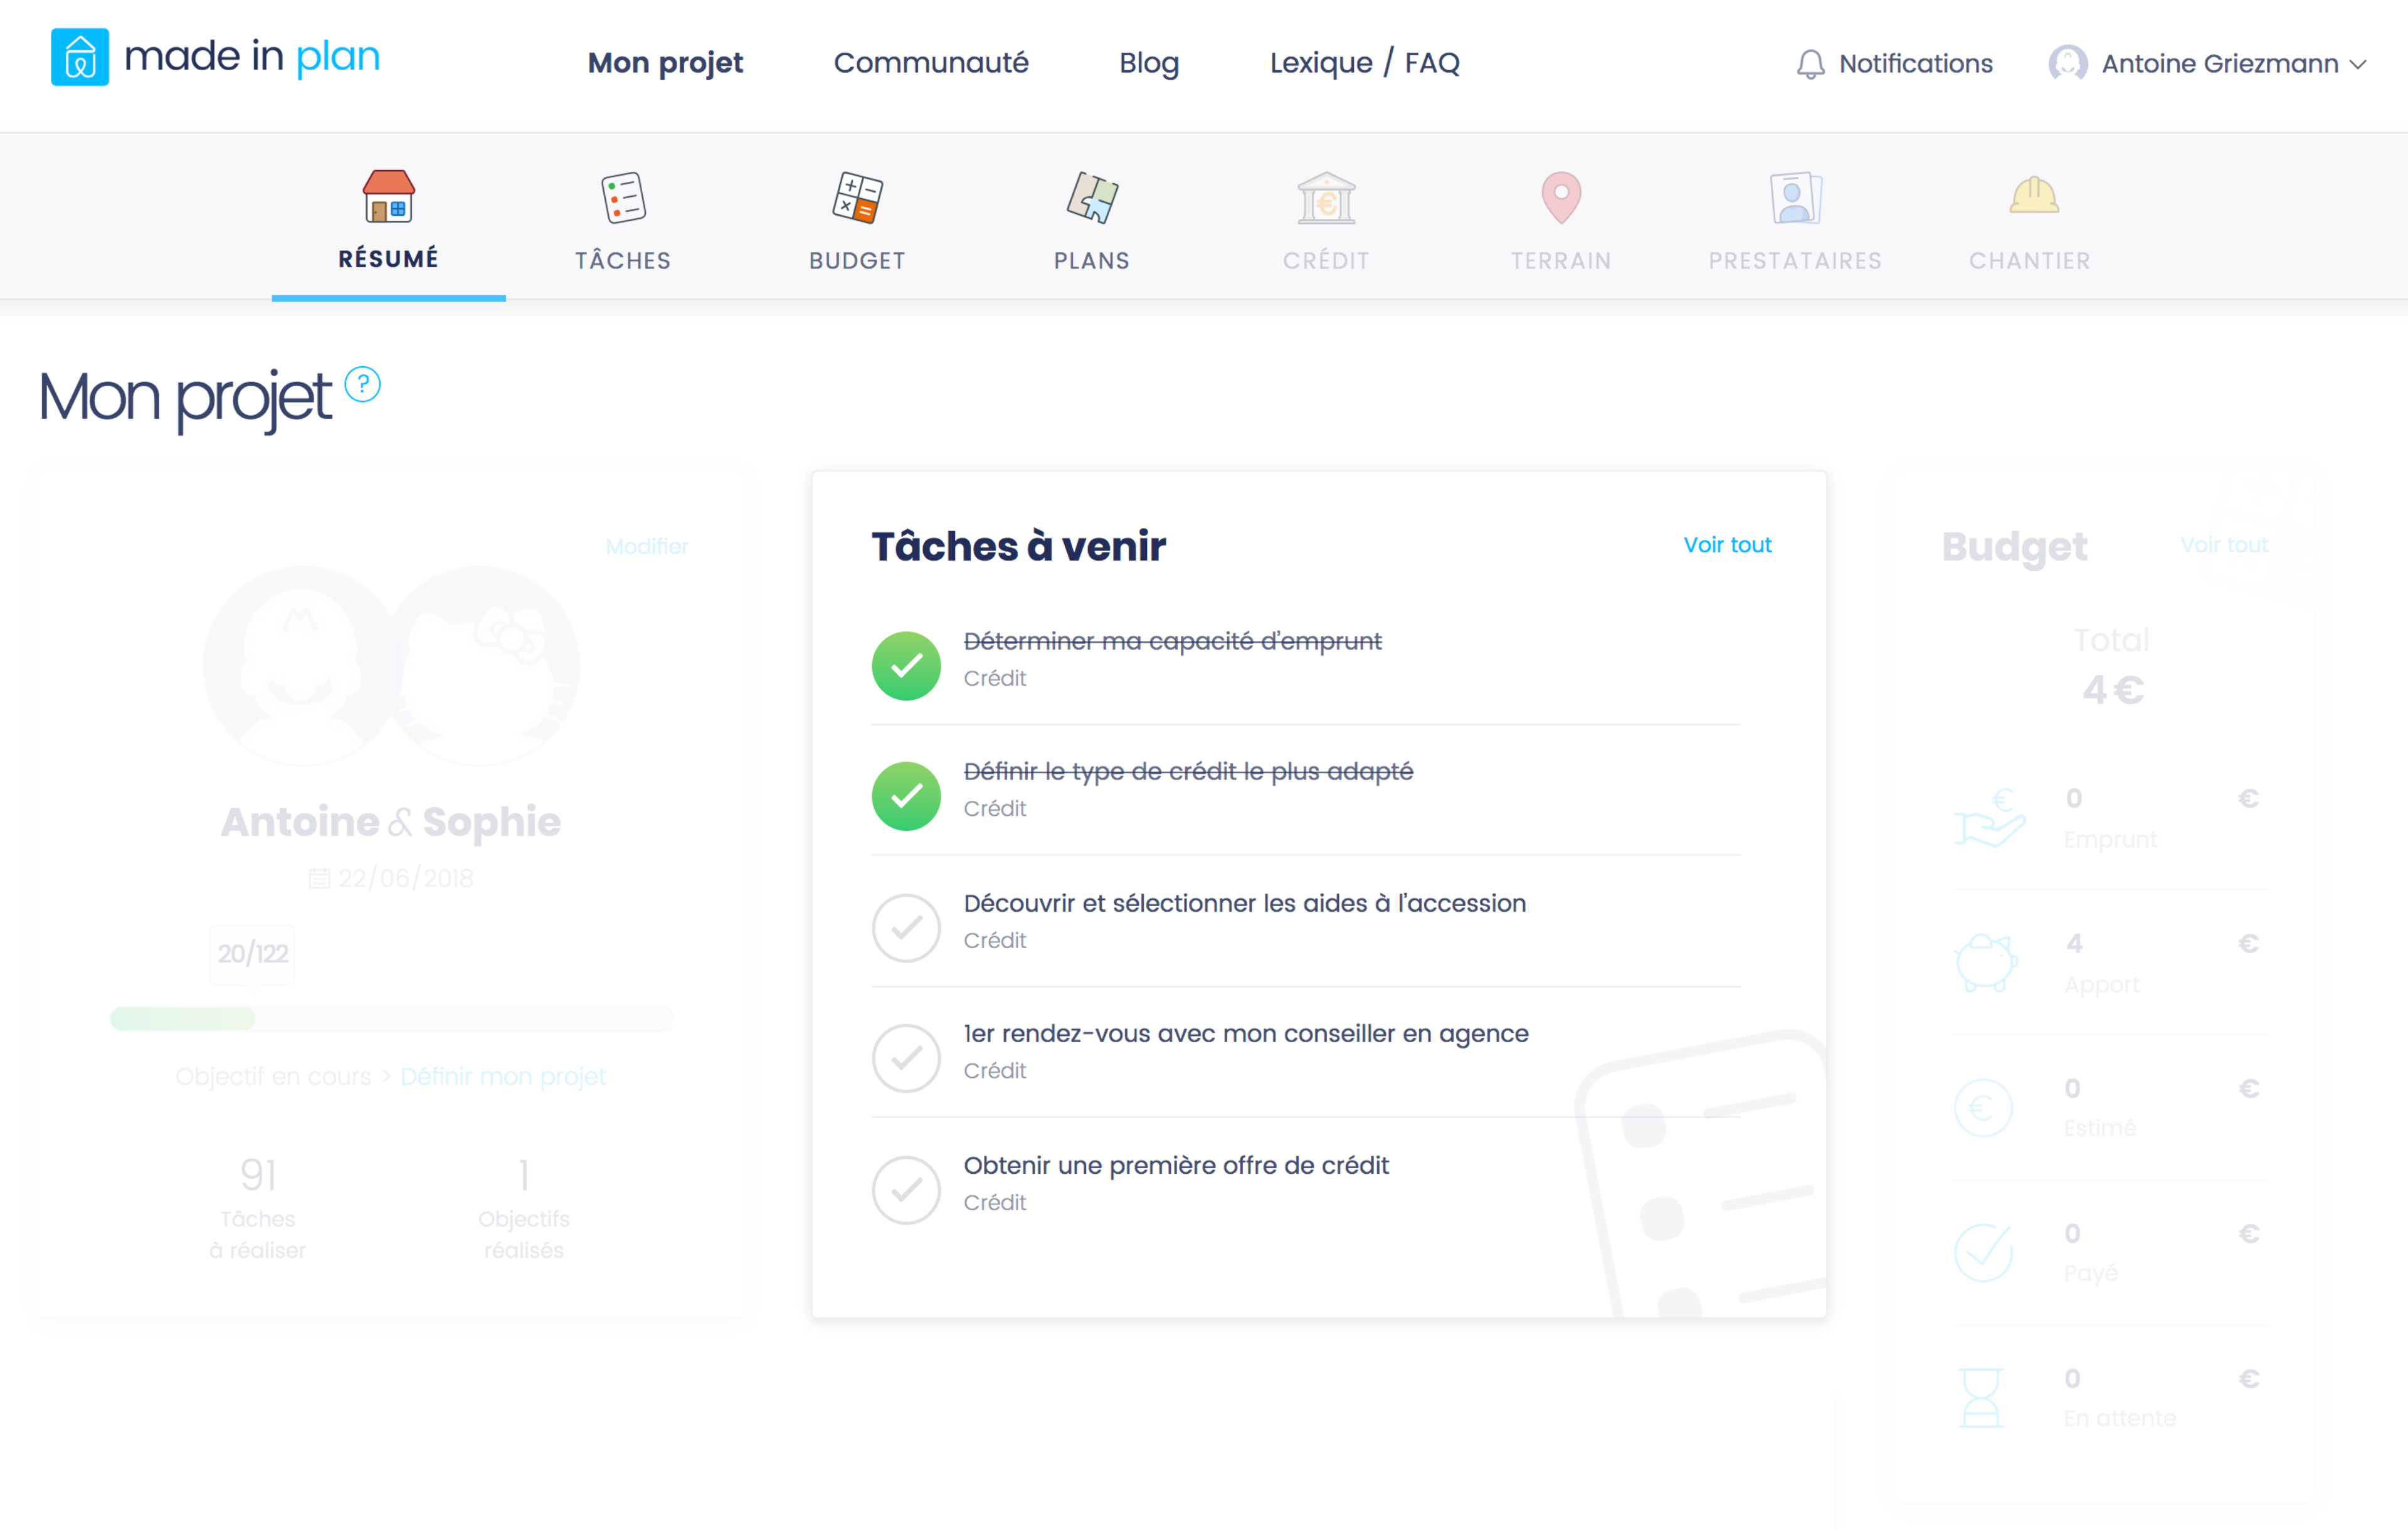 made in plan
Mon projet
Communauté
Blog
Lexique / FAQ
Notifications
Antoine Griezmann
RÉSUMÉ
TÂCHES
BUDGET
PLANS
CRÉDIT
TERRAIN
PRESTATAIRES
CHANTIER
Mon projet ?
Modifier
Antoine & Sophie
22/06/2018
20/122
Objectif en cours > Définir mon projet
91
Tâches
à réaliser
1
Objectifs
réalisés
Tâches à venir
Voir tout
Déterminer ma capacité d'emprunt
Crédit
Définir le type de crédit le plus adapté
Crédit
Découvrir et sélectionner les aides à l'accession
Crédit
1er rendez-vous avec mon conseiller en agence
Crédit
Obtenir une première offre de crédit
Crédit
Budget
Voir tout
Total
4 €
0 €
Emprunt
4 €
Apport
0 €
Estimé
0 €
Payé
0 €
En attente